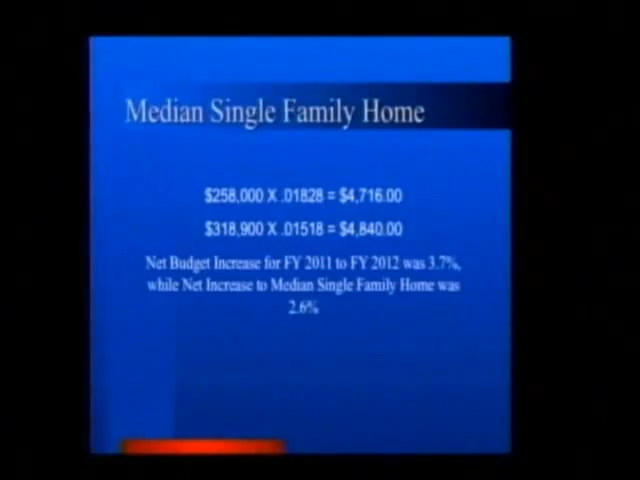 Median Single Family Home
$258,000 X .01828 = $4,716.00
$318,900 X .01518 = $4,840.00
Net Budget Increase for FY 2011 to FY 2012 was 3.7%,
while Net Increase to Median Single Family Home was
2.6%